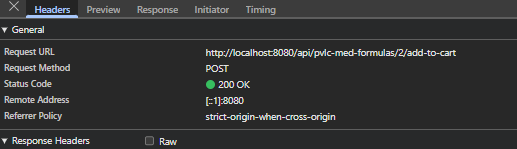 Headers Preview Response Initiator Timing
General
Request URL http://localhost:8080/api/pvlc-med-formulas/2/add-to-cart
Request Method POST
Status Code 200 OK
Remote Address [::1]:8080
Referrer Policy strict-origin-when-cross-origin
Response Headers Raw